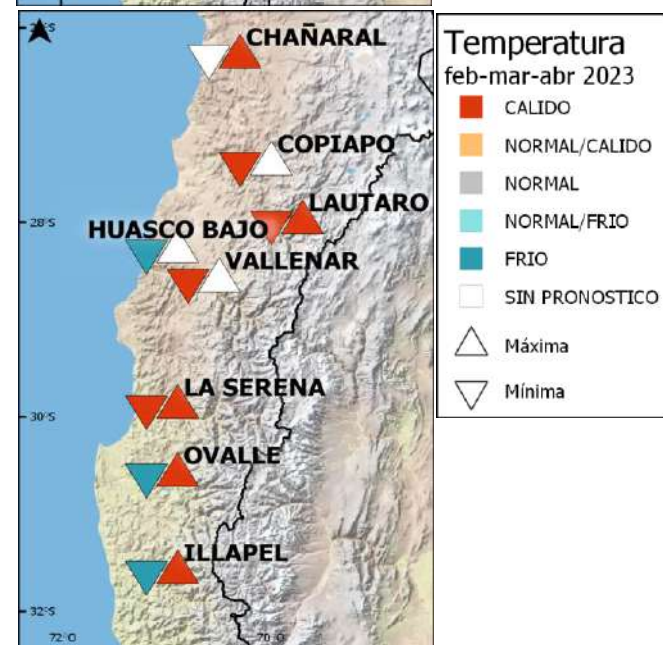 CHAÑARAL
COPIAPO
LAUTARO
28°S
HUASCO BAJO
VALLENAR
LA SERENA
30°S
OVALLE
ILLAPEL
32°S
72°O
70°O
Temperatura
feb-mar-abr 2023
CALIDO
NORMAL/CALIDO
NORMAL
NORMAL/FRIO
FRIO
SIN PRONOSTICO
Máxima
Mínima